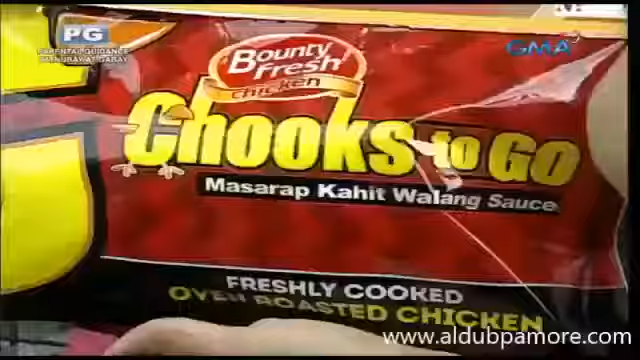 PG
PARENTAL GUIDANCE
GMA
Bounty
Fresh
chicken
Chooks to Go
Masarap Kahit Walang Sauce
FRESHLY COOKED
OVEN ROASTED CHICKEN
www.aldubpamore.com